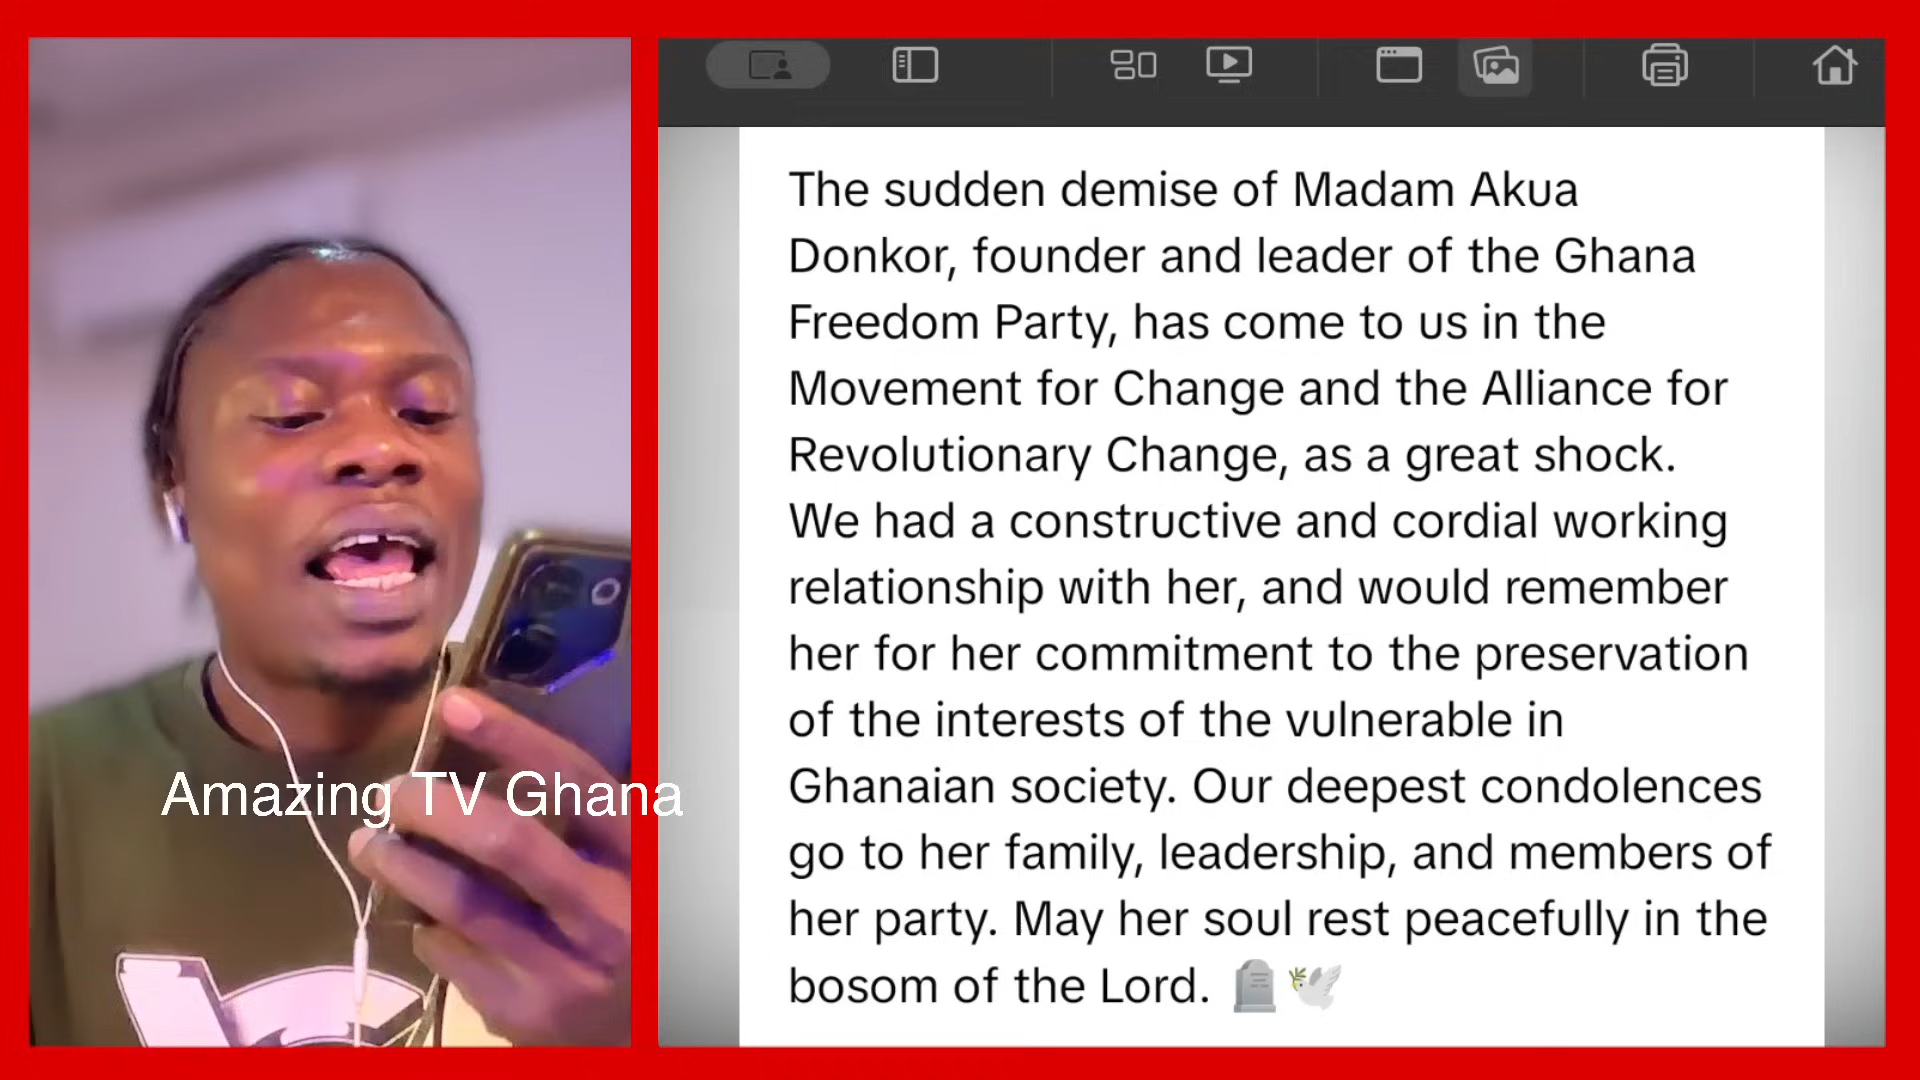 The sudden demise of Madam Akua
Donkor, founder and leader of the Ghana
Freedom Party, has come to us in the
Movement for Change and the Alliance for
Revolutionary Change, as a great shock.
We had a constructive and cordial working
relationship with her, and would remember
her for her commitment to the preservation
of the interests of the vulnerable in
Ghanaian society. Our deepest condolences
go to her family, leadership, and members of
her party. May her soul rest peacefully in the
bosom of the Lord. 🪦🕊️
Amazing TV Ghana